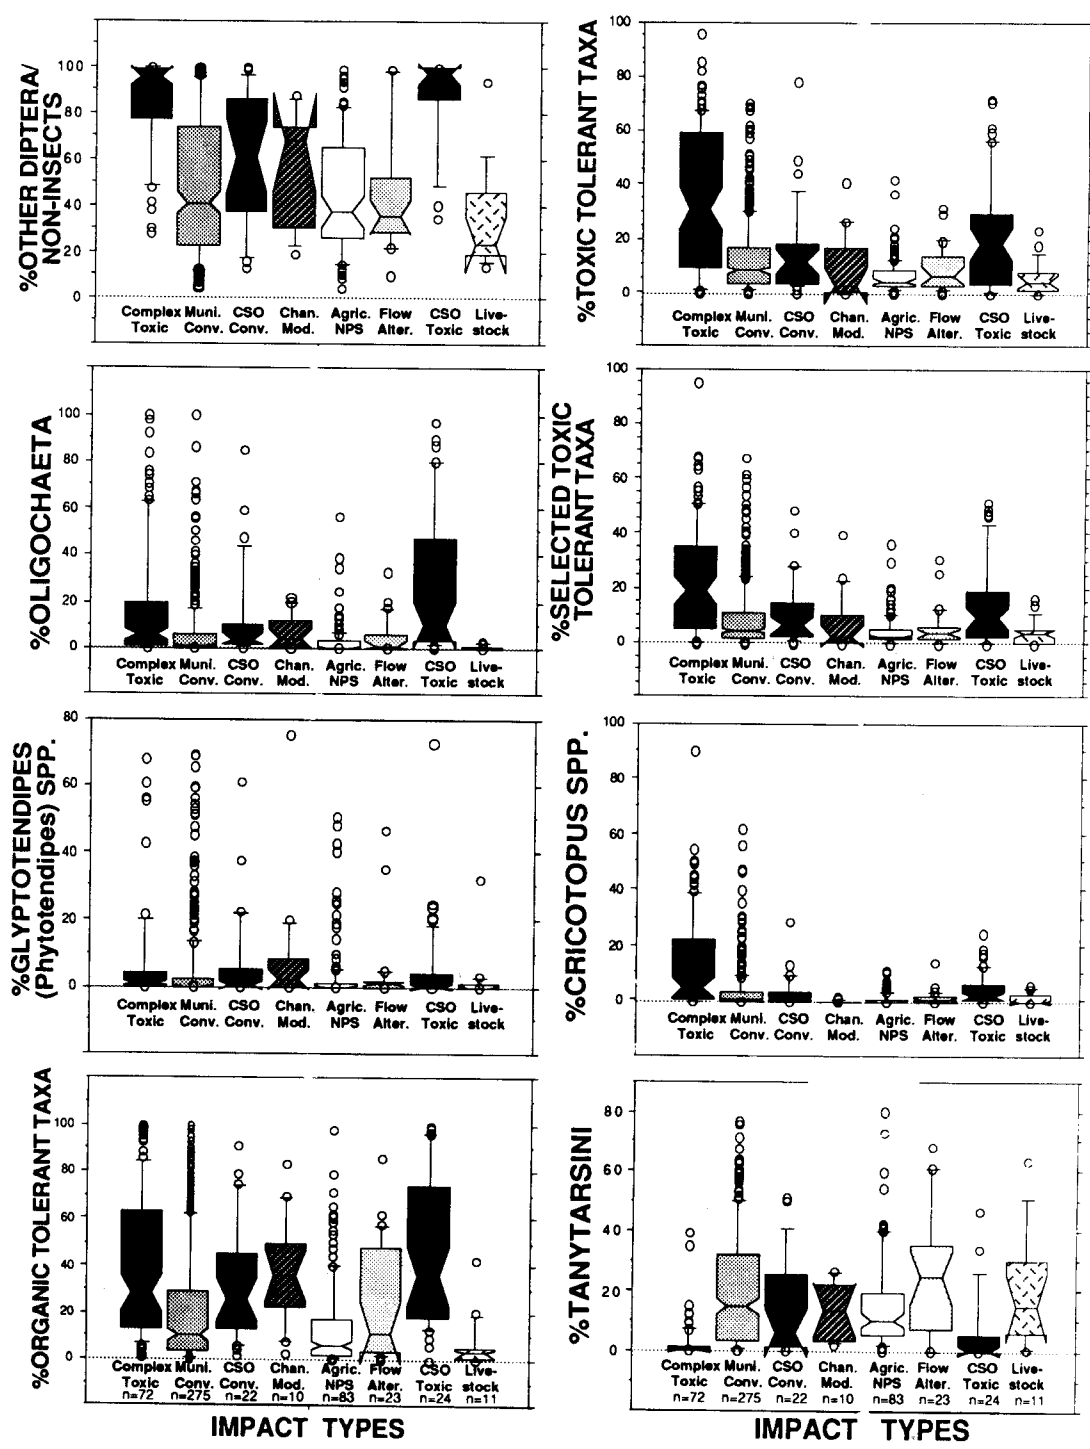 %OTHER DIPTERA/
NON-INSECTS
100
80
60
40
20
0
Complex Muni. CSO Chan. Agric. Flow CSO Live-
Toxic Conv. Conv. Mod. NPS Alter. Toxic stock
%TOXIC TOLERANT TAXA
100
80
60
40
20
0
Complex Muni. CSO Chan. Agric. Flow CSO Live-
Toxic Conv. Conv. Mod. NPS Alter. Toxic stock
%OLIGOCHAETA
100
80
60
40
20
0
Complex Muni. CSO Chan. Agric. Flow CSO Live-
Toxic Conv. Conv. Mod. NPS Alter. Toxic stock
%SELECTED TOXIC
TOLERANT TAXA
100
80
60
40
20
0
Complex Muni. CSO Chan. Agric. Flow CSO Live-
Toxic Conv. Conv. Mod. NPS Alter. Toxic stock
%GLYPTOTENDIPES
(Phytotendipes) SPP.
80
60
40
20
0
Complex Muni. CSO Chan. Agric. Flow CSO Live-
Toxic Conv. Conv. Mod. NPS Alter. Toxic stock
%CRICOTOPUS SPP.
100
80
60
40
20
0
Complex Muni. CSO Chan. Agric. Flow CSO Live-
Toxic Conv. Conv. Mod. NPS Alter. Toxic stock
%ORGANIC TOLERANT TAXA
100
80
60
40
20
0
Complex Muni. CSO Chan. Agric. Flow CSO Live-
Toxic Conv. Conv. Mod. NPS Alter. Toxic stock
n=72 n=275 n=22 n=10 n=83 n=23 n=24 n=11
IMPACT TYPES
%TANYTARSINI
80
60
40
20
0
Complex Muni. CSO Chan. Agric. Flow CSO Live-
Toxic Conv. Conv. Mod. NPS Alter. Toxic stock
n=72 n=275 n=22 n=10 n=83 n=23 n=24 n=11
IMPACT TYPES